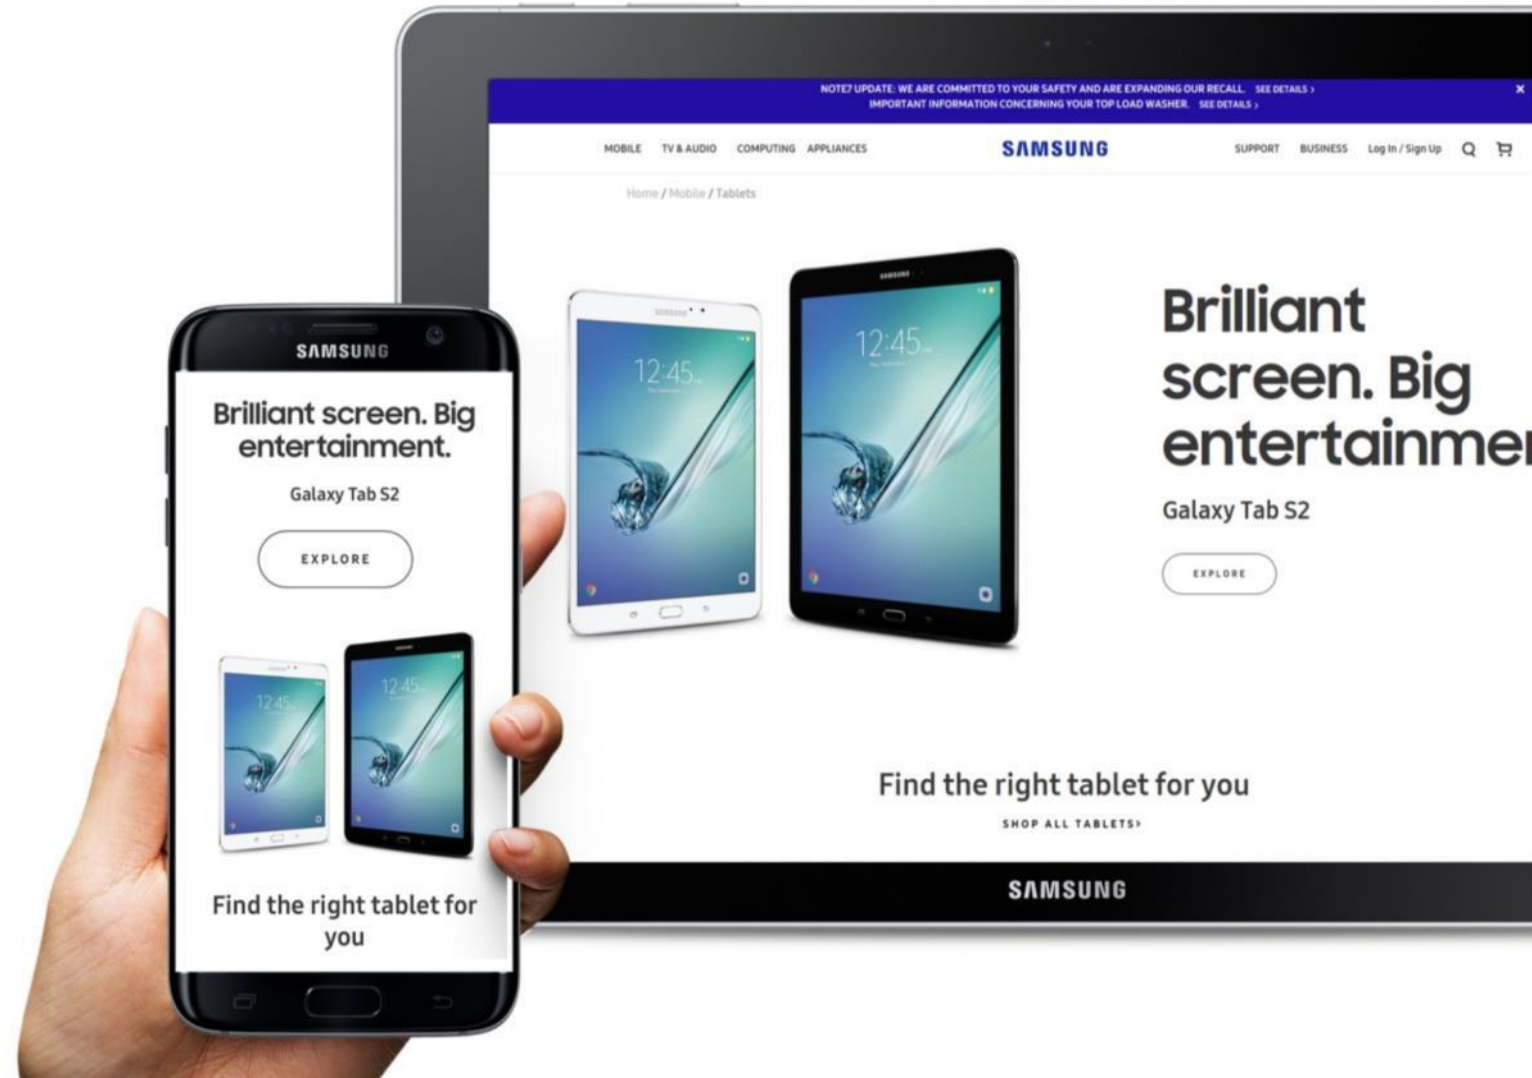 NOTE7 UPDATE: WE ARE COMMITTED TO YOUR SAFETY AND ARE EXPANDING OUR RECALL. SEE DETAILS >
IMPORTANT INFORMATION CONCERNING YOUR TOP LOAD WASHER. SEE DETAILS >
MOBILE TV & AUDIO COMPUTING APPLIANCES SAMSUNG SUPPORT BUSINESS Log In / Sign Up
Home / Mobile / Tablets
SAMSUNG
12:45
SAMSUNG
12:45
Brilliant
screen. Big
entertainmen
Galaxy Tab S2
EXPLORE
Find the right tablet for you
SHOP ALL TABLETS>
SAMSUNG
SAMSUNG
Brilliant screen. Big
entertainment.
Galaxy Tab S2
EXPLORE
12:45
12:45
Find the right tablet for
you